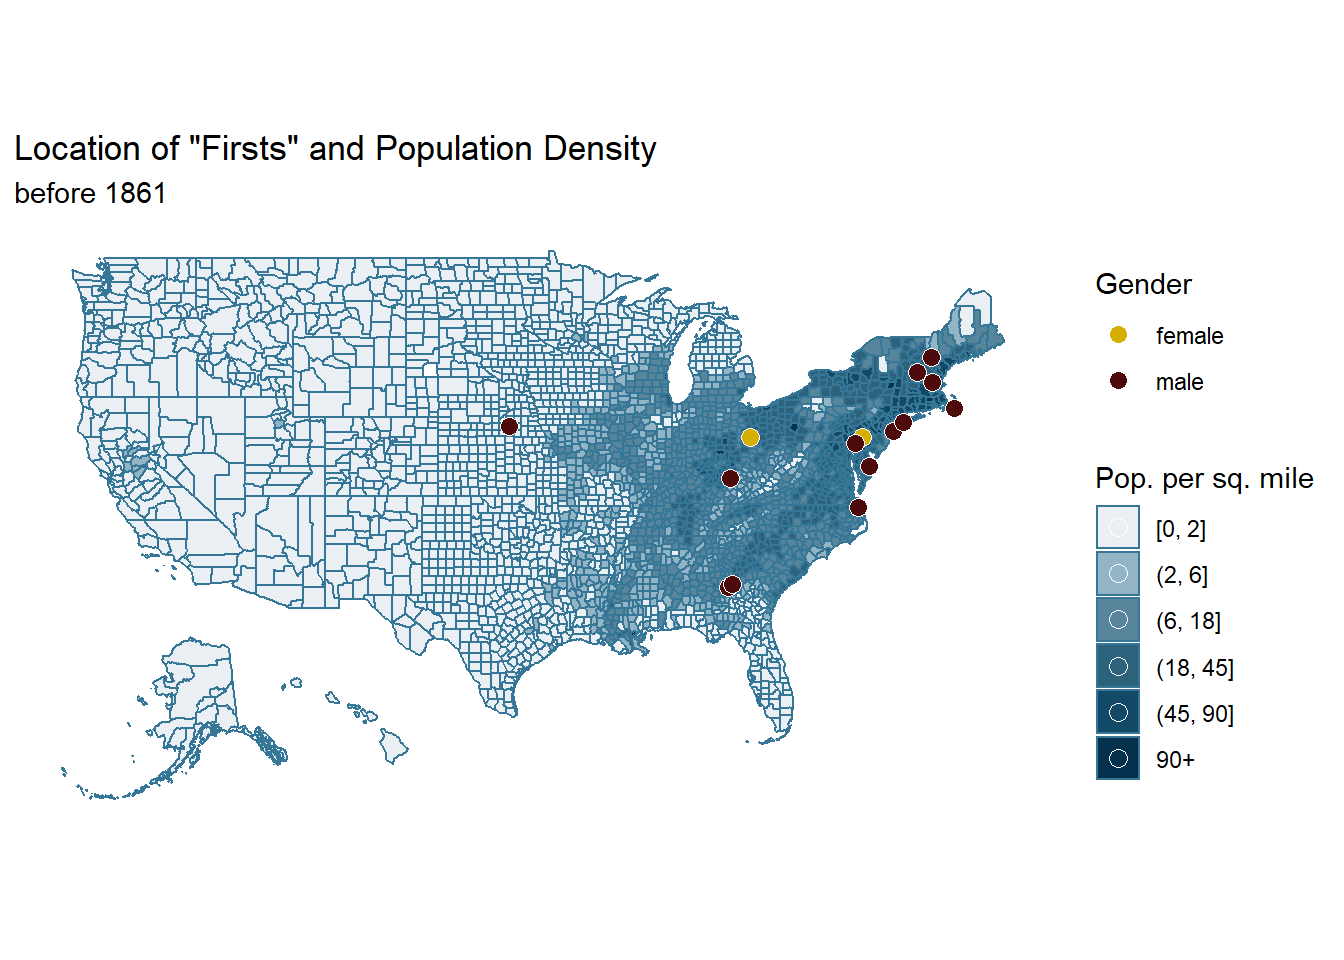 Location of "Firsts" and Population Density
before 1861
Gender
female
male
Pop. per sq. mile
[0, 2]
(2, 6]
(6, 18]
(18, 45]
(45, 90]
90+